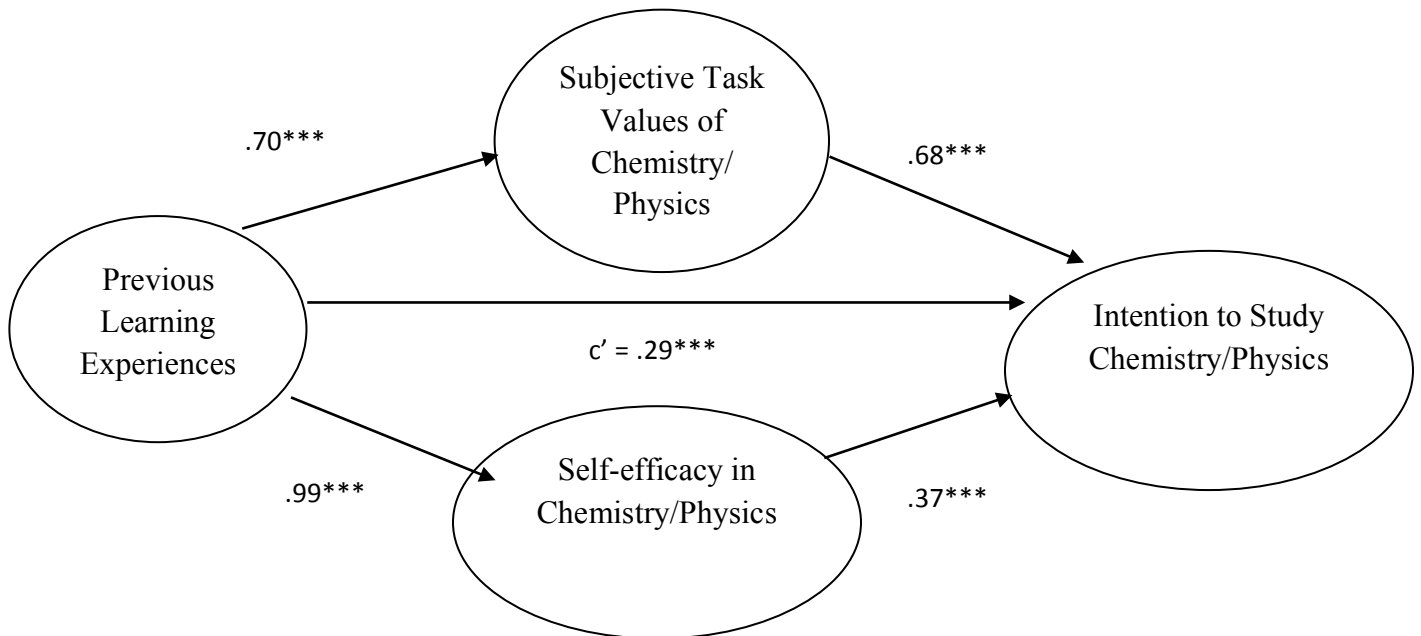 Subjective Task
Values of
Chemistry/
Physics
.70***
.68***
Previous
Learning
Experiences
Intention to Study
Chemistry/Physics
c’ = .29***
Self-efficacy in
Chemistry/Physics
.99***
.37***